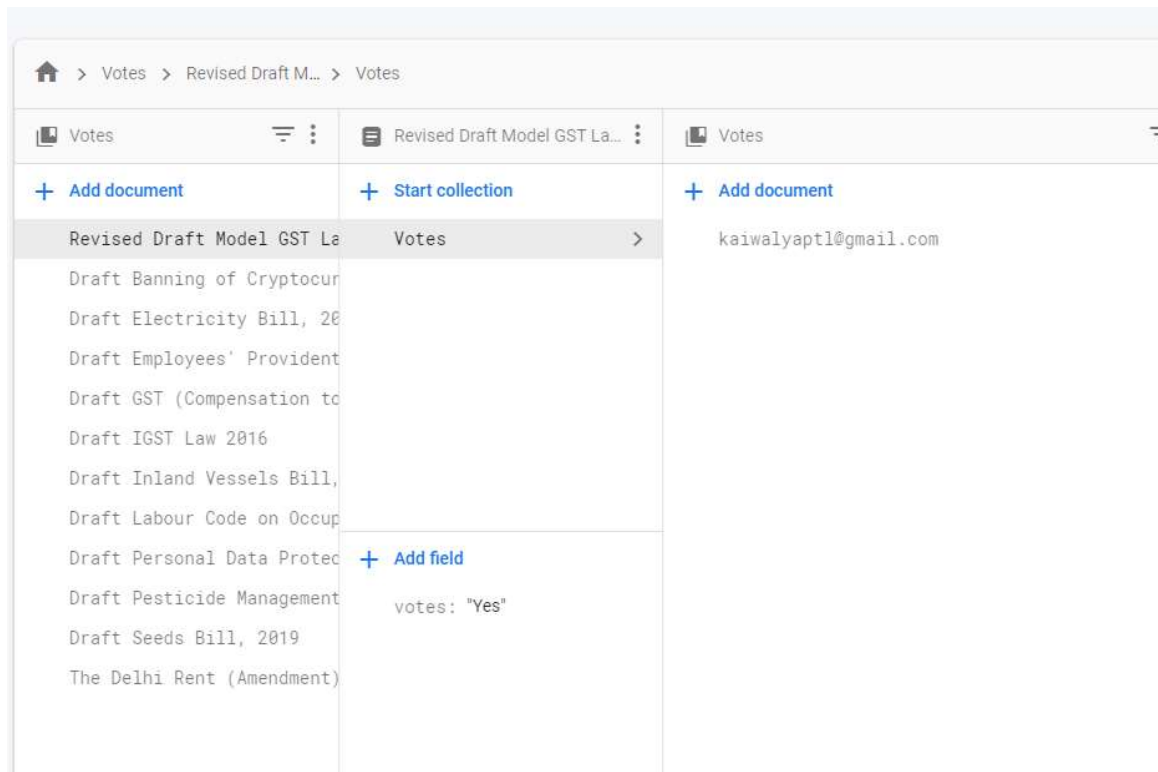 Votes > Revised Draft M... > Votes
Votes
Add document
Revised Draft Model GST La
Draft Banning of Cryptocur
Draft Electricity Bill, 20
Draft Employees' Provident
Draft GST (Compensation to
Draft IGST Law 2016
Draft Inland Vessels Bill,
Draft Labour Code on Occup
Draft Personal Data Protec
Draft Pesticide Management
Draft Seeds Bill, 2019
The Delhi Rent (Amendment)
Revised Draft Model GST La...
Start collection
Votes
Add field
votes: "Yes"
Votes
Add document
kaiwalyaptl@gmail.com